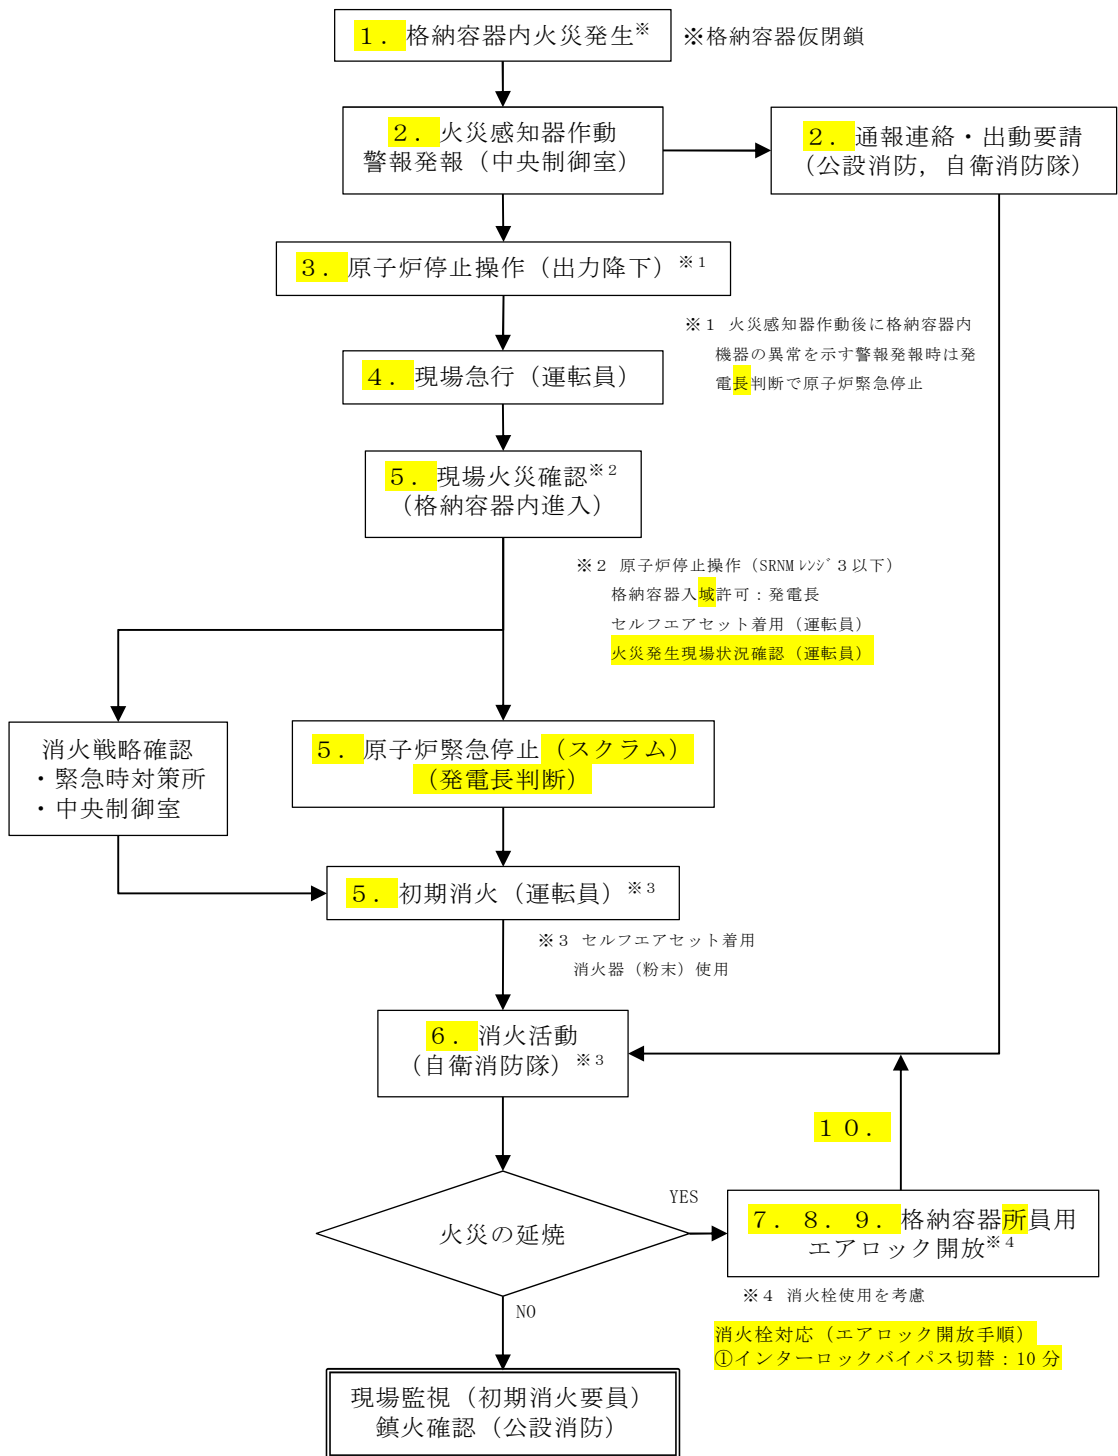 １．格納容器内火災発生※
※格納容器仮閉鎖
２．火災感知器作動
警報発報（中央制御室）
２．通報連絡・出動要請
（公設消防，自衛消防隊）
３．原子炉停止操作（出力降下）※１
※１ 火災感知器作動後に格納容器内
機器の異常を示す警報発報時は発
電長判断で原子炉緊急停止
４．現場急行（運転員）
５．現場火災確認※２
（格納容器内進入）
※２ 原子炉停止操作（SRNMﾚﾝｼﾞ３以下）
格納容器入域許可：発電長
セルフエアセット着用（運転員）
火災発生現場状況確認（運転員）
消火戦略確認
・緊急時対策所
・中央制御室
５．原子炉緊急停止（スクラム）
（発電長判断）
５．初期消火（運転員）※３
※３ セルフエアセット着用
消火器（粉末）使用
６．消火活動
（自衛消防隊）※３
１０．
火災の延焼
YES
７．８．９．格納容器所員用
エアロック開放※４
※４ 消火栓使用を考慮
NO
消火栓対応（エアロック開放手順）
①インターロックバイパス切替：10分
現場監視（初期消火要員）
鎮火確認（公設消防）